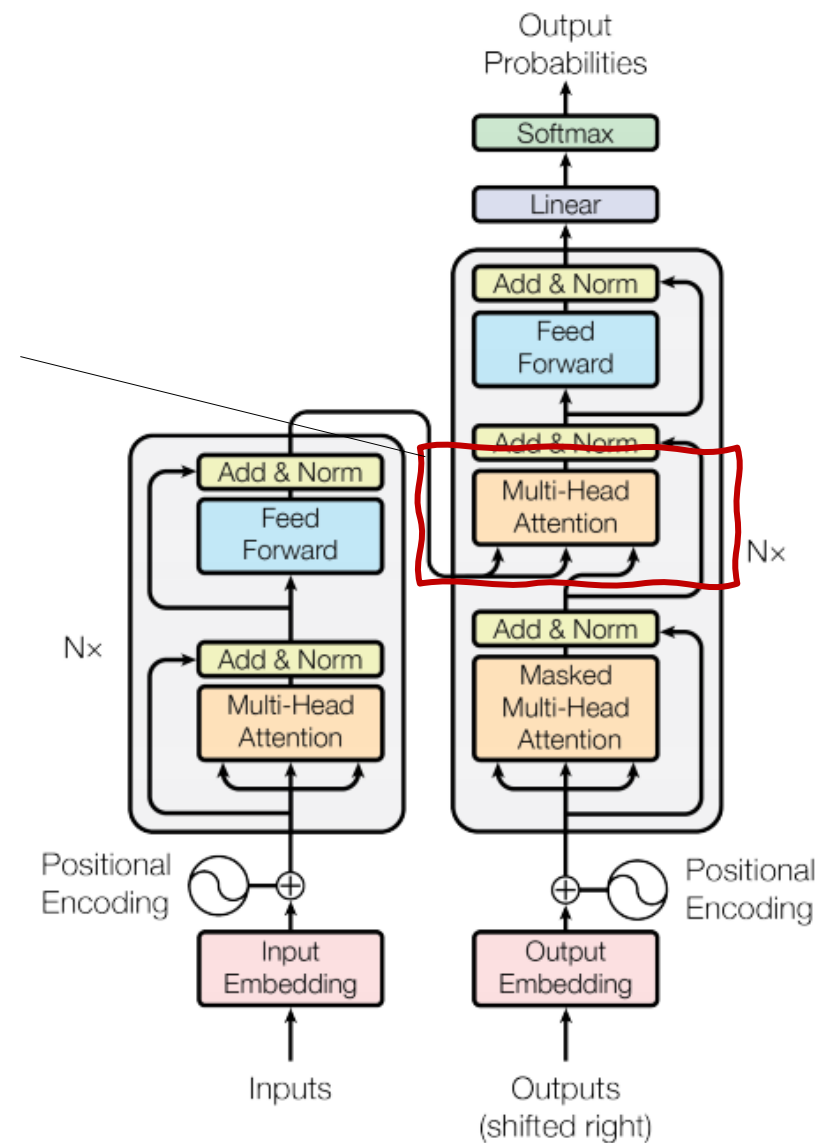 Output
Probabilities
Softmax
Linear
Add & Norm
Feed
Forward
Add & Norm
Multi-Head
Attention
Nx
Add & Norm
Masked
Multi-Head
Attention
Add & Norm
Feed
Forward
Nx
Add & Norm
Multi-Head
Attention
Positional
Encoding
Positional
Encoding
Input
Embedding
Output
Embedding
Inputs
Outputs
(shifted right)